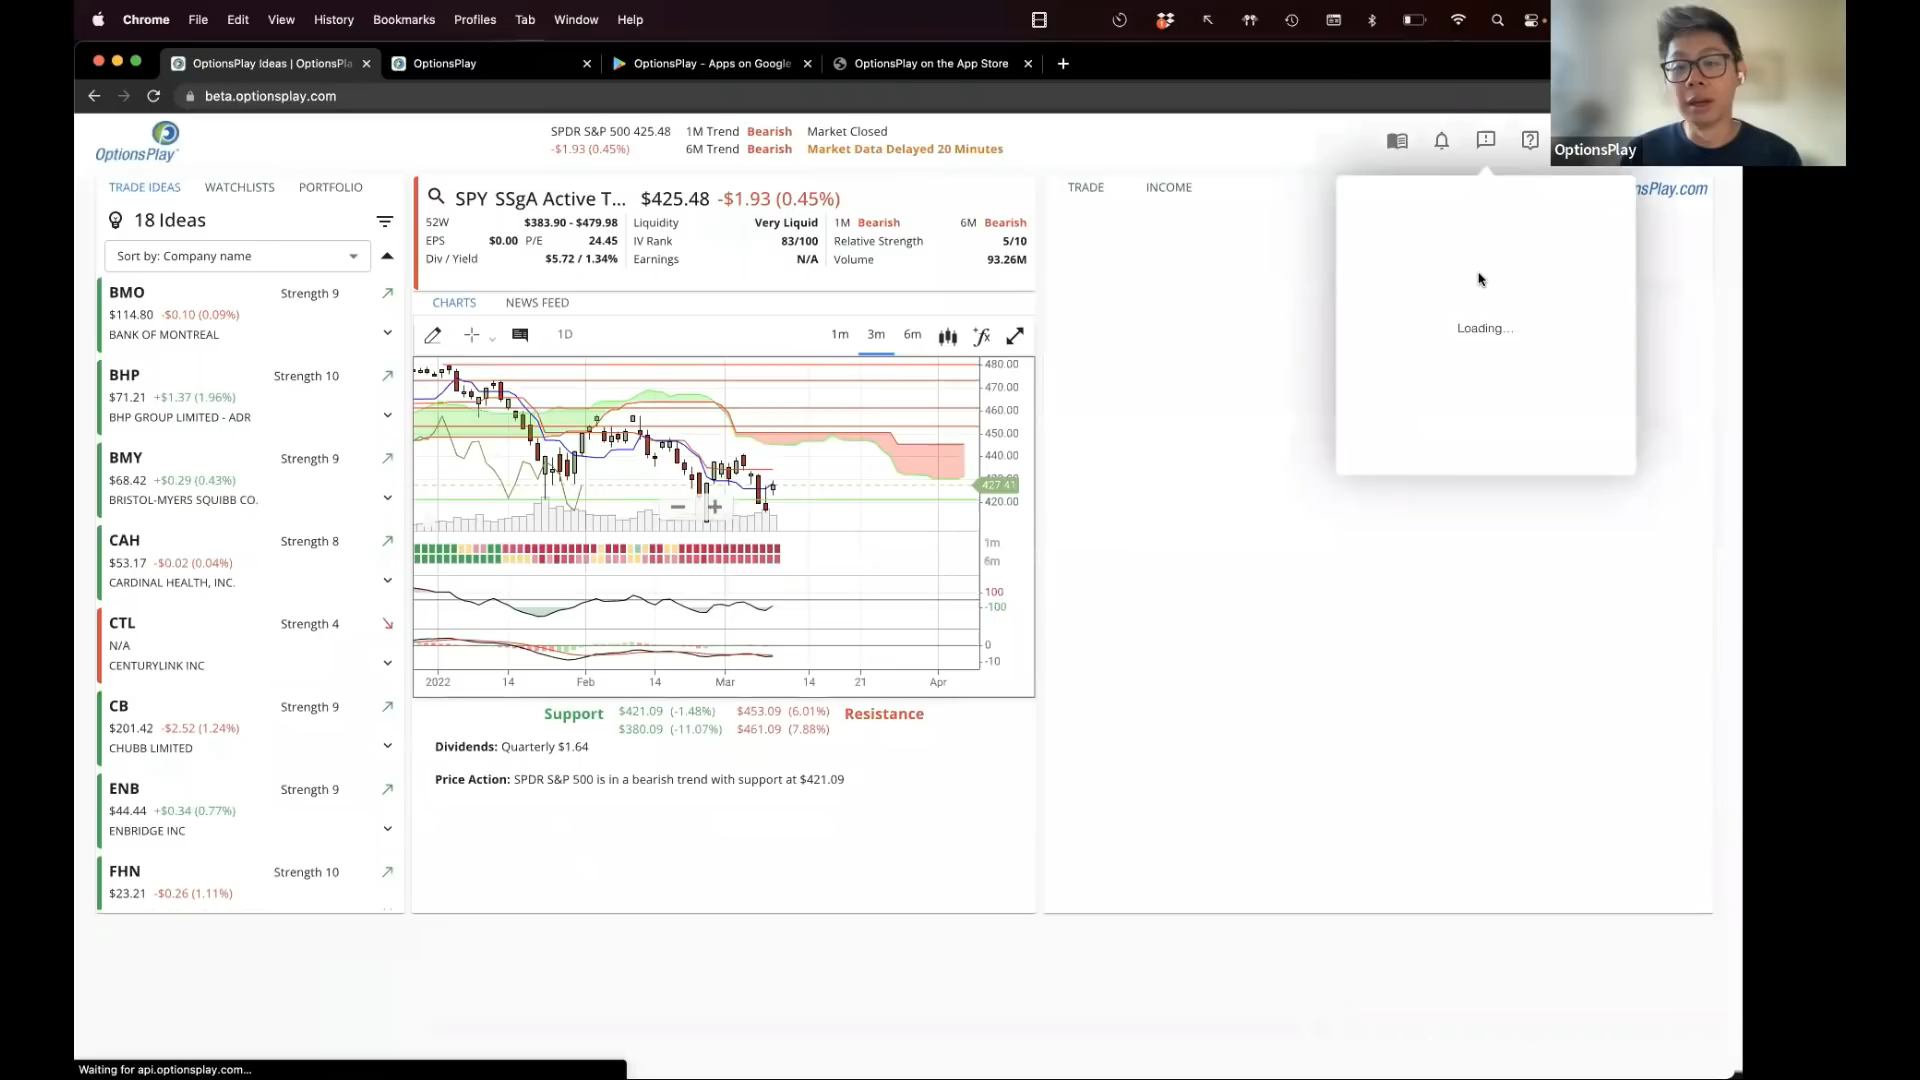 Chrome File Edit View History Bookmarks Profiles Tab Window Help
OptionsPlay Ideas | OptionsPla
OptionsPlay
OptionsPlay - Apps on Google
OptionsPlay on the App Store
beta.optionsplay.com
OptionsPlay
OptionsPlay
SPDR S&P 500 425.48 1M Trend Bearish Market Closed
-$1.93 (0.45%) 6M Trend Bearish Market Data Delayed 20 Minutes
TRADE IDEAS WATCHLISTS PORTFOLIO
18 Ideas
Sort by: Company name
BMO Strength 9
$114.80 -$0.10 (0.09%)
BANK OF MONTREAL
BHP Strength 10
$71.21 +$1.37 (1.96%)
BHP GROUP LIMITED - ADR
BMY Strength 9
$68.42 +$0.29 (0.43%)
BRISTOL-MYERS SQUIBB CO.
CAH Strength 8
$53.17 -$0.02 (0.04%)
CARDINAL HEALTH, INC.
CTL Strength 4
N/A
CENTURYLINK INC
CB Strength 9
$201.42 -$2.52 (1.24%)
CHUBB LIMITED
ENB Strength 9
$44.44 +$0.34 (0.77%)
ENBRIDGE INC
FHN Strength 10
$23.21 -$0.26 (1.11%)
SPY SSgA Active T... $425.48 -$1.93 (0.45%)
52W $383.90 - $479.98 Liquidity Very Liquid 1M Bearish 6M Bearish
EPS $0.00 P/E 24.45 IV Rank 83/100 Relative Strength 5/10
Div / Yield $5.72 / 1.34% Earnings N/A Volume 93.26M
CHARTS NEWS FEED
1D 1m 3m 6m
480.00
470.00
460.00
450.00
440.00
427.41
420.00
1m
6m
100
-100
0
-10
2022 14 Feb 14 Mar 14 21 Apr
Support $421.09 (-1.48%) $453.09 (6.01%) Resistance
$380.09 (-11.07%) $461.09 (7.88%)
Dividends: Quarterly $1.64
Price Action: SPDR S&P 500 is in a bearish trend with support at $421.09
TRADE INCOME
nsPlay.com
Loading...
Waiting for api.optionsplay.com...